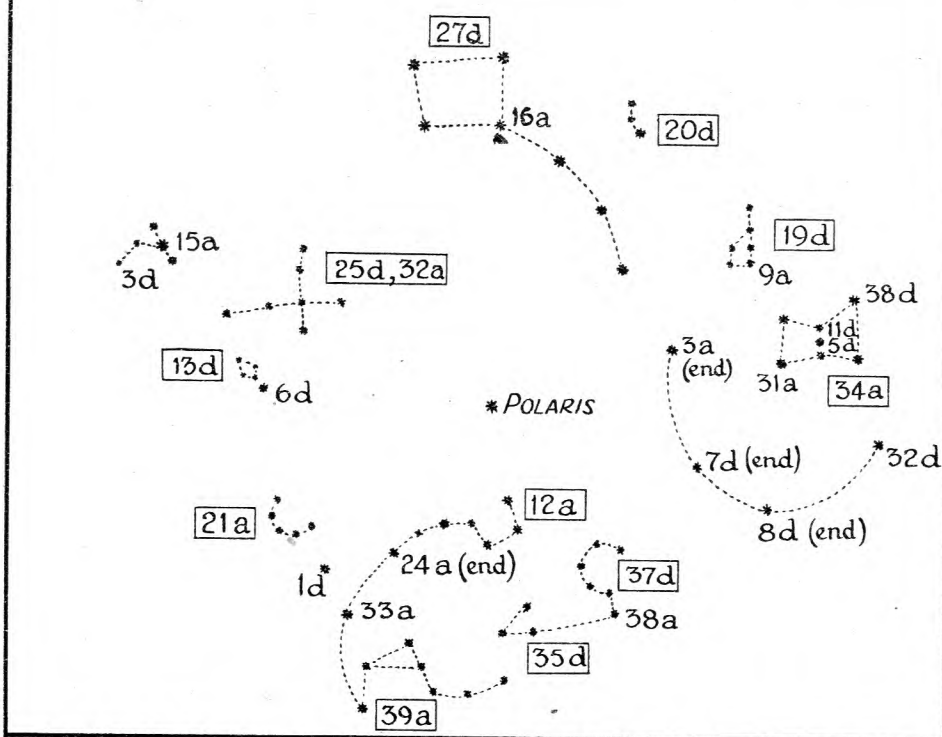 27d
16a
20d
15a
3d
25d, 32a
19d
9a
38d
11d
5d
13d
6d
3a
(end)
31a
34a
*POLARIS
7d (end)
32d
8d (end)
21a
12a
24a (end)
1d
37d
33a
38a
35d
39a